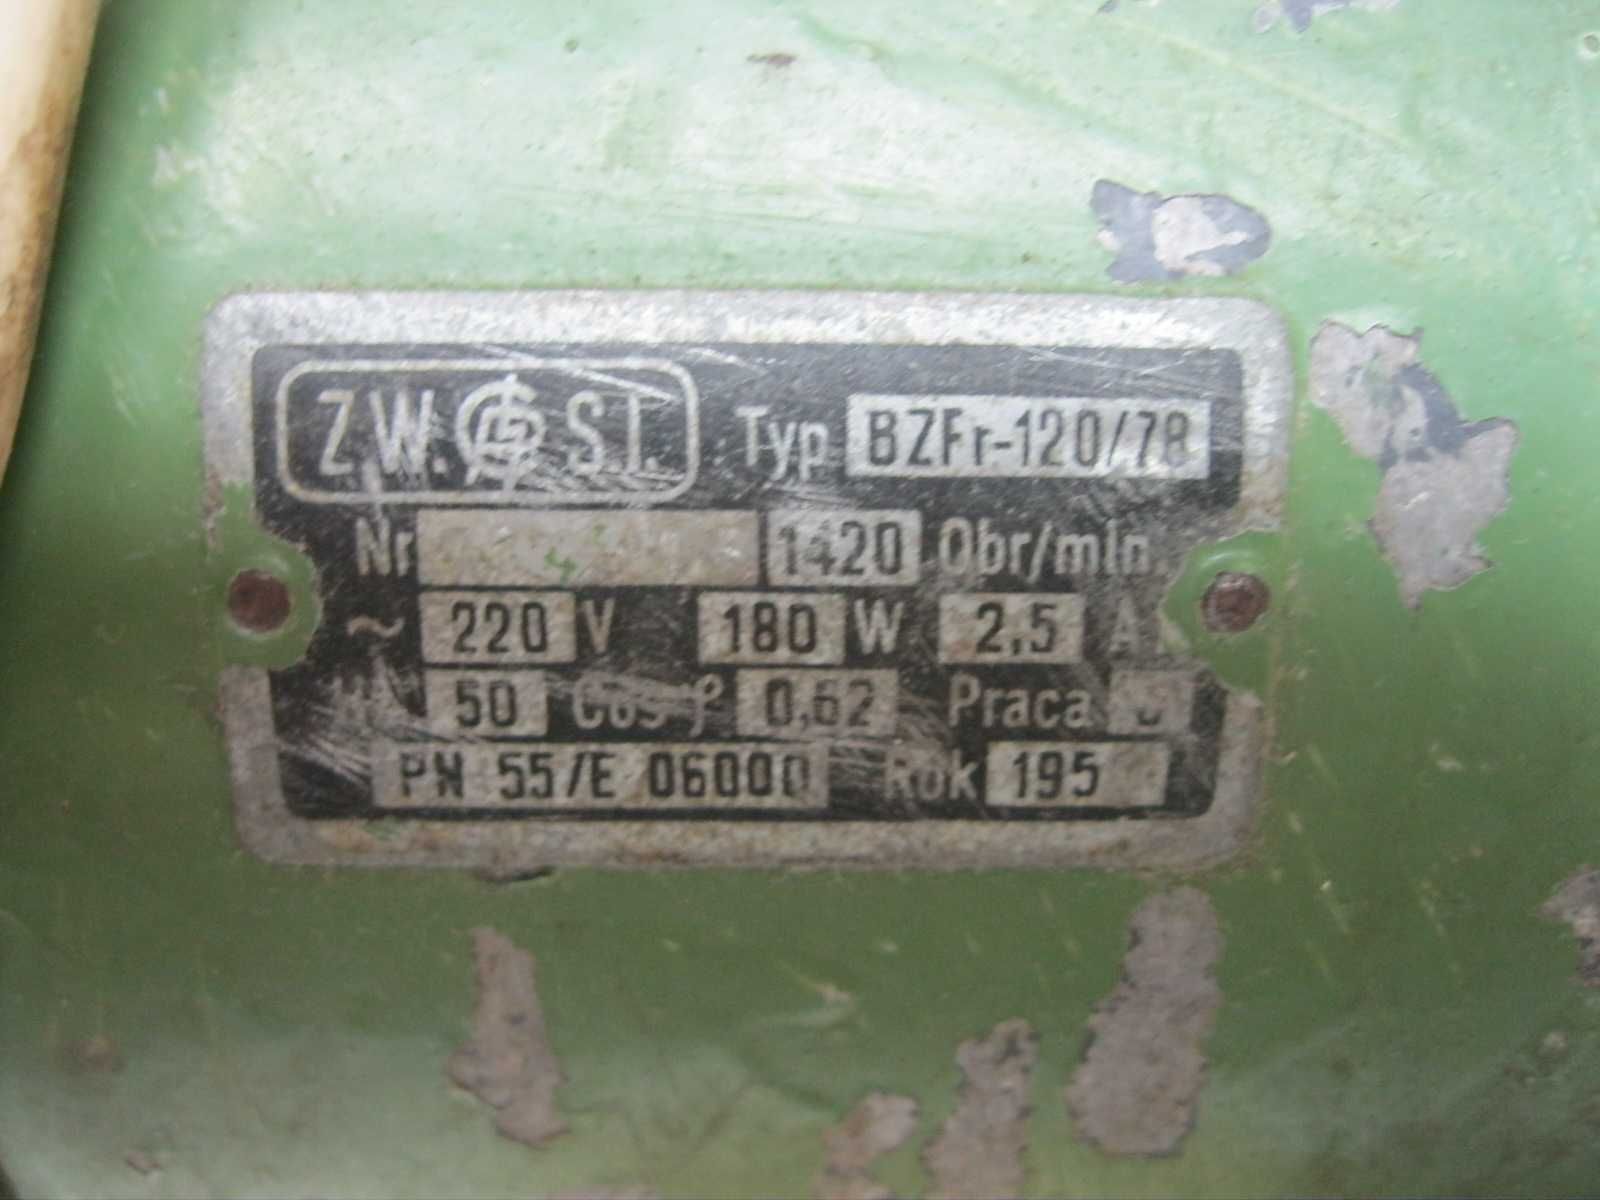 Z.W. S.I. Typ BZFr-120/78
Nr 1420 Obr/min.
~ 220 V 180 W 2,5 A
Hz 50 Cos φ 0,62 Praca
PN 55/E 06000 Rok 195